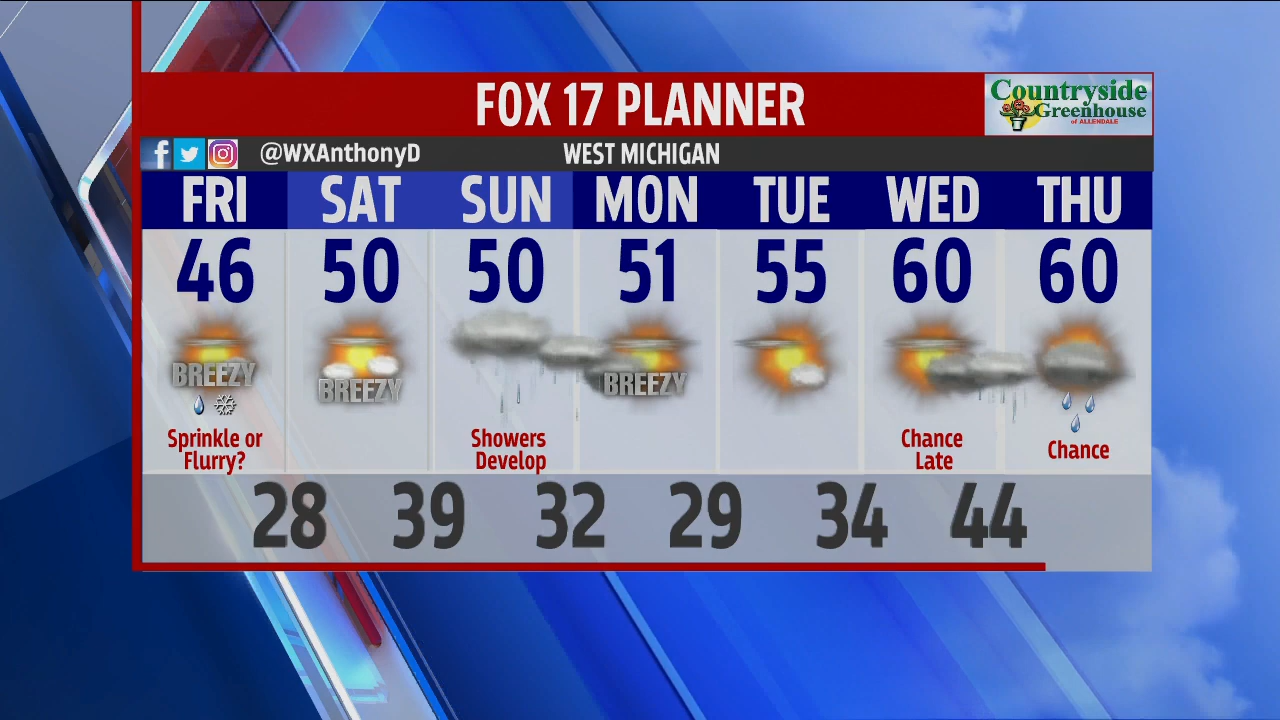 FOX 17 PLANNER
Countryside
Greenhouse
of ALLENDALE
f @WXAnthonyD WEST MICHIGAN
FRI SAT SUN MON TUE WED THU
46 50 50 51 55 60 60
BREEZY BREEZY BREEZY
Sprinkle or Showers Chance Chance
Flurry? Develop Late
28 39 32 29 34 44